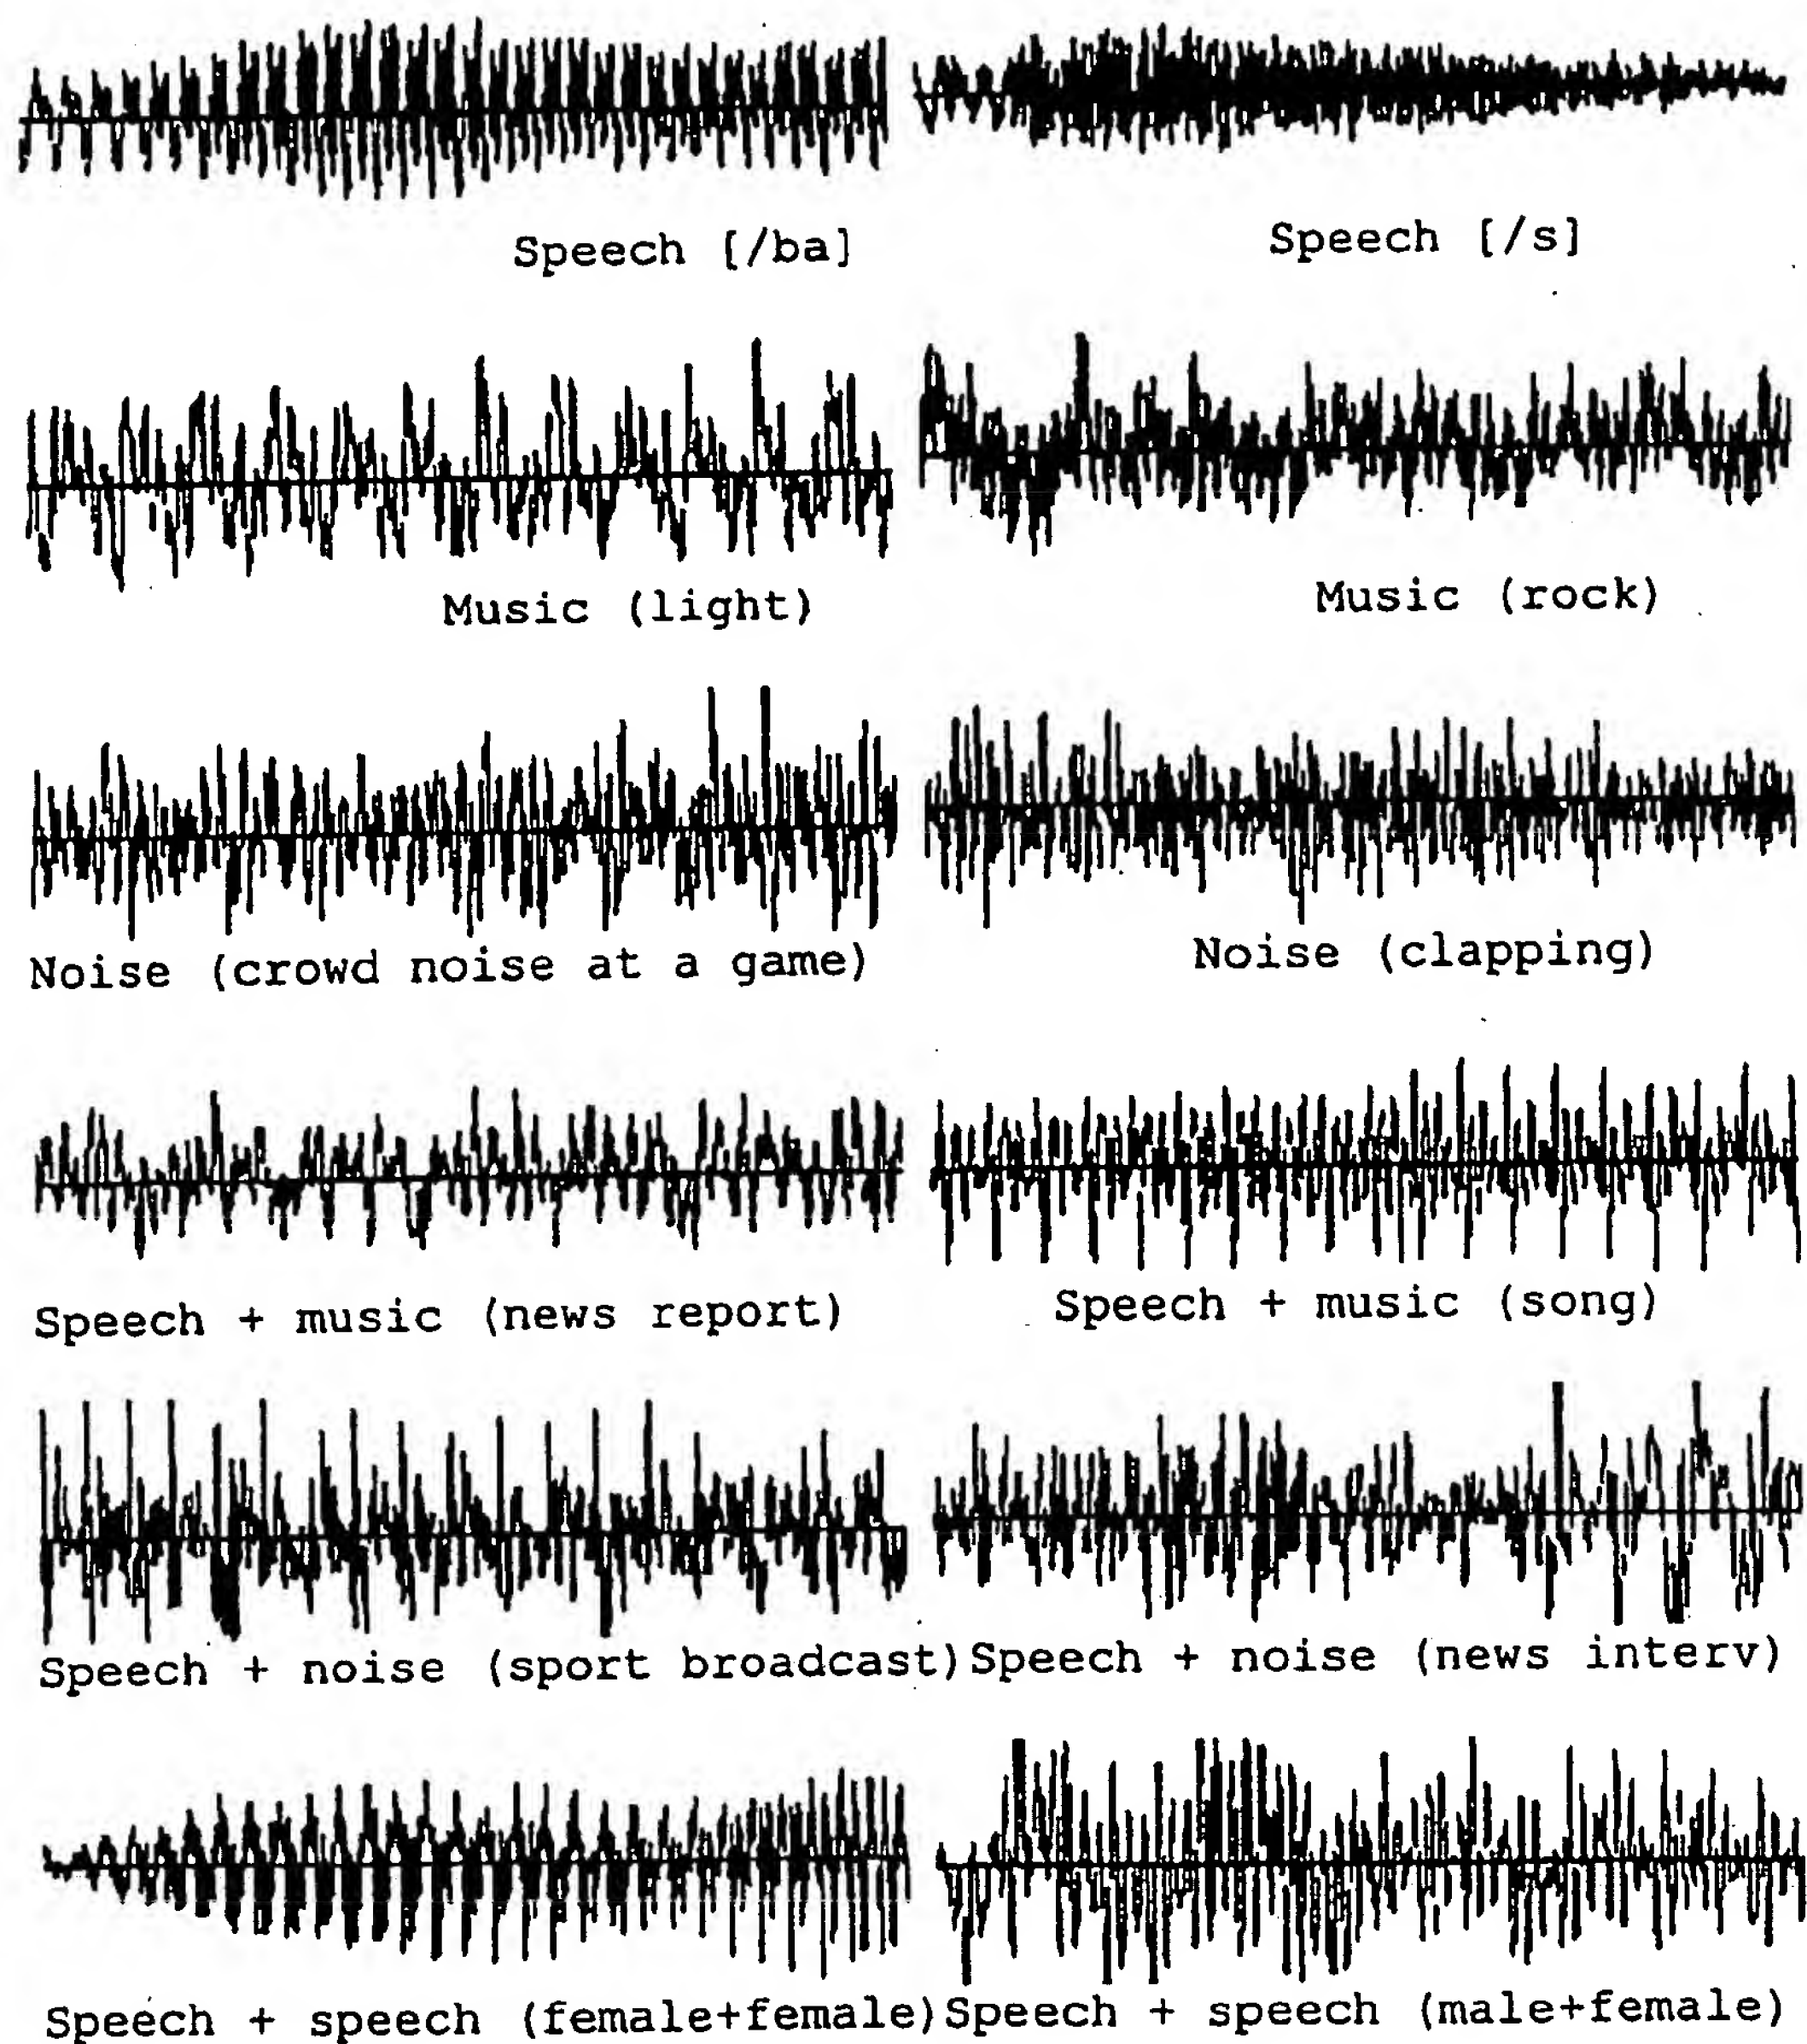 Speech [/ba]
Speech [/s]
Music (light)
Music (rock)
Noise (crowd noise at a game)
Noise (clapping)
Speech + music (news report)
Speech + music (song)
Speech + noise (sport broadcast)
Speech + noise (news interv)
Speech + speech (female+female)
Speech + speech (male+female)